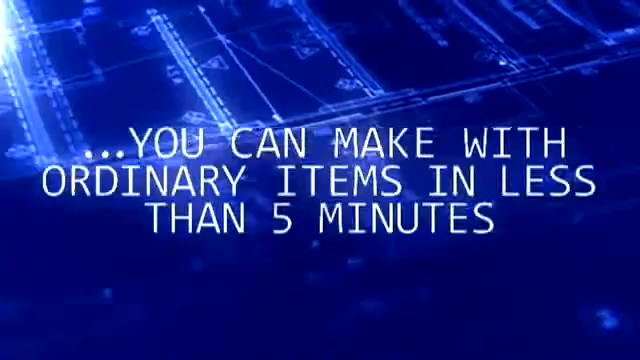 ...YOU CAN MAKE WITH
ORDINARY ITEMS IN LESS
THAN 5 MINUTES